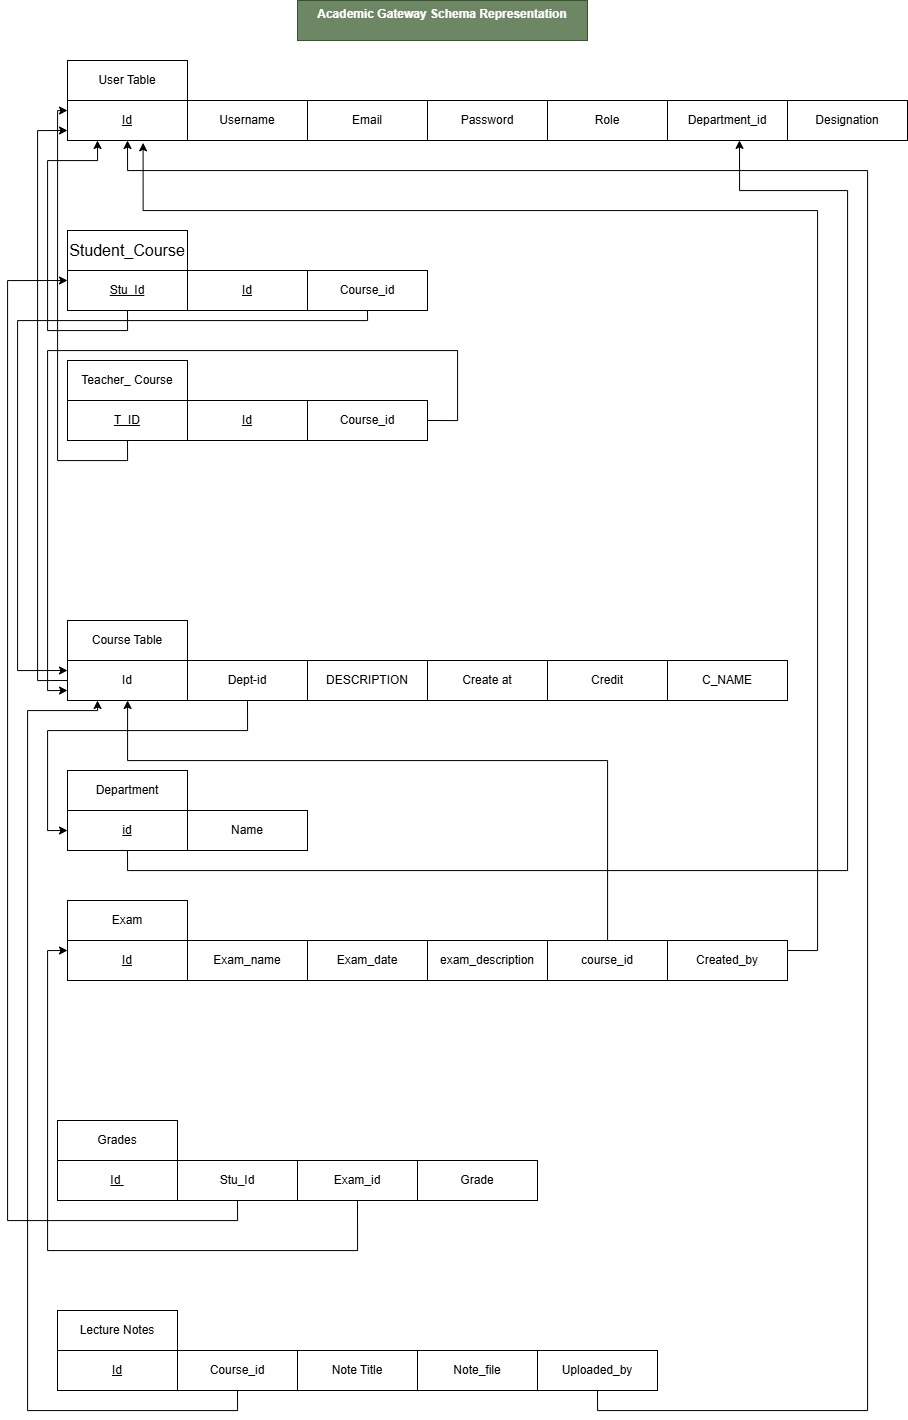 Academic Gateway Schema Representation
User Table
Id Username Email Password Role Department_id Designation
Student_Course
Stu_Id Id Course_id
Teacher_ Course
T_ID Id Course_id
Course Table
Id Dept-id DESCRIPTION Create at Credit C_NAME
Department
id Name
Exam
Id Exam_name Exam_date exam_description course_id Created_by
Grades
Id Stu_Id Exam_id Grade
Lecture Notes
Id Course_id Note Title Note_file Uploaded_by